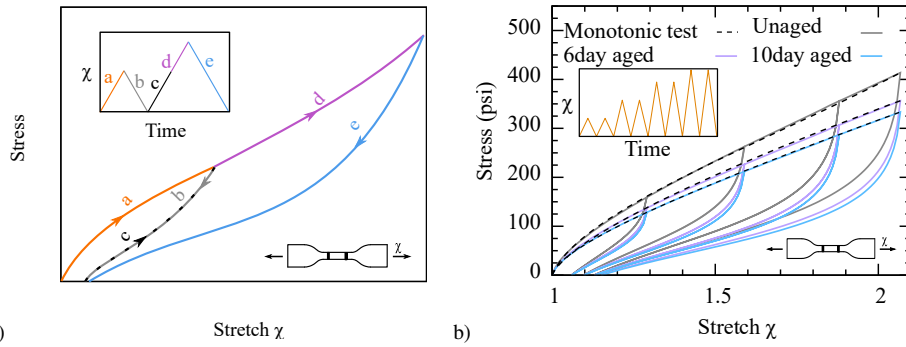 χ
a
b
c
d
e
Time
Stress
a
b
c
d
e
χ
Stretch χ
)
550
500
400
300
200
100
0
Stress (psi)
Monotonic test
Unaged
6day aged
10day aged
χ
Time
χ
1
1.5
2
Stretch χ
b)